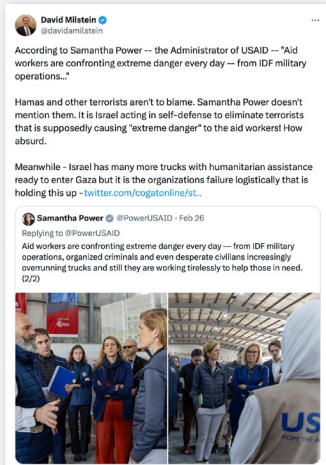 David Milstein
@davidamilstein
According to Samantha Power -- the Administrator of USAID -- "Aid
workers are confronting extreme danger every day -- from IDF military
operations..."
Hamas and other terrorists aren't to blame. Samantha Power doesn't
mention them. It is Israel acting in self-defense to eliminate terrorists
that is supposedly causing "extreme danger" to the aid workers! How
absurd.
Meanwhile - Israel has many more trucks with humanitarian assistance
ready to enter Gaza but it is the organizations failure logistically that is
holding this up - twitter.com/cogatonline/st...
Samantha Power @PowerUSAID · Feb 26
Replying to @PowerUSAID
Aid workers are confronting extreme danger every day — from IDF military
operations, organized criminals and even desperate civilians increasingly
overrunning trucks and still they are working tirelessly to help those in need.
(2/2)
US